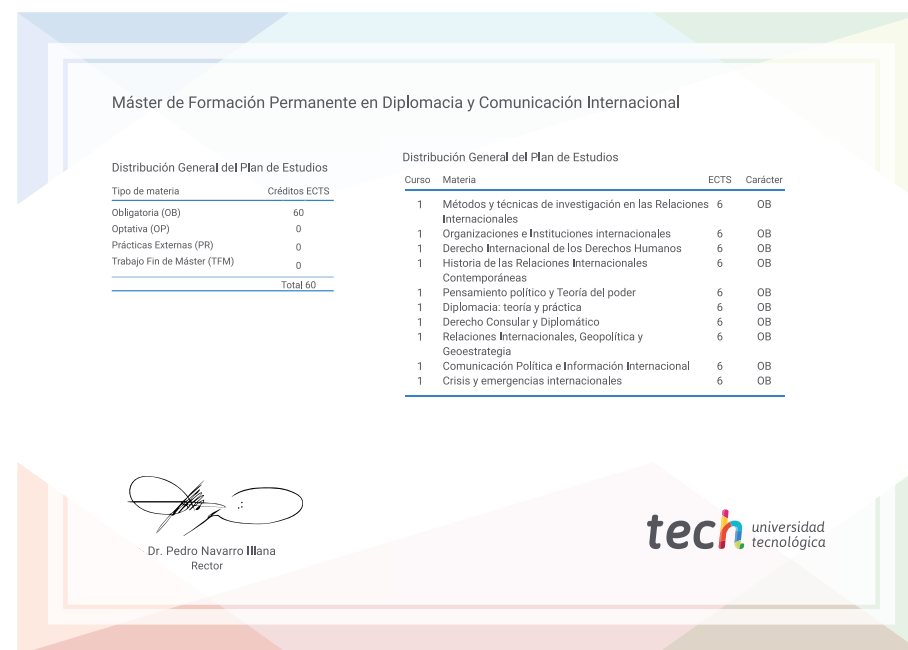 Máster de Formación Permanente en Diplomacia y Comunicación Internacional
Distribución General del Plan de Estudios
Tipo de materia Créditos ECTS
Obligatoria (OB) 60
Optativa (OP) 0
Prácticas Externas (PR) 0
Trabajo Fin de Máster (TFM) 0
Total 60
Distribución General del Plan de Estudios
Curso Materia ECTS Carácter
1 Métodos y técnicas de investigación en las Relaciones 6 OB
Internacionales
1 Organizaciones e Instituciones internacionales 6 OB
1 Derecho Internacional de los Derechos Humanos 6 OB
1 Historia de las Relaciones Internacionales 6 OB
Contemporáneas
1 Pensamiento político y Teoría del poder 6 OB
1 Diplomacia: teoría y práctica 6 OB
1 Derecho Consular y Diplomático 6 OB
1 Relaciones Internacionales, Geopolítica y 6 OB
Geoestrategia
1 Comunicación Política e Información Internacional 6 OB
1 Crisis y emergencias internacionales 6 OB
Dr. Pedro Navarro Illana
Rector
tech universidad
tecnológica